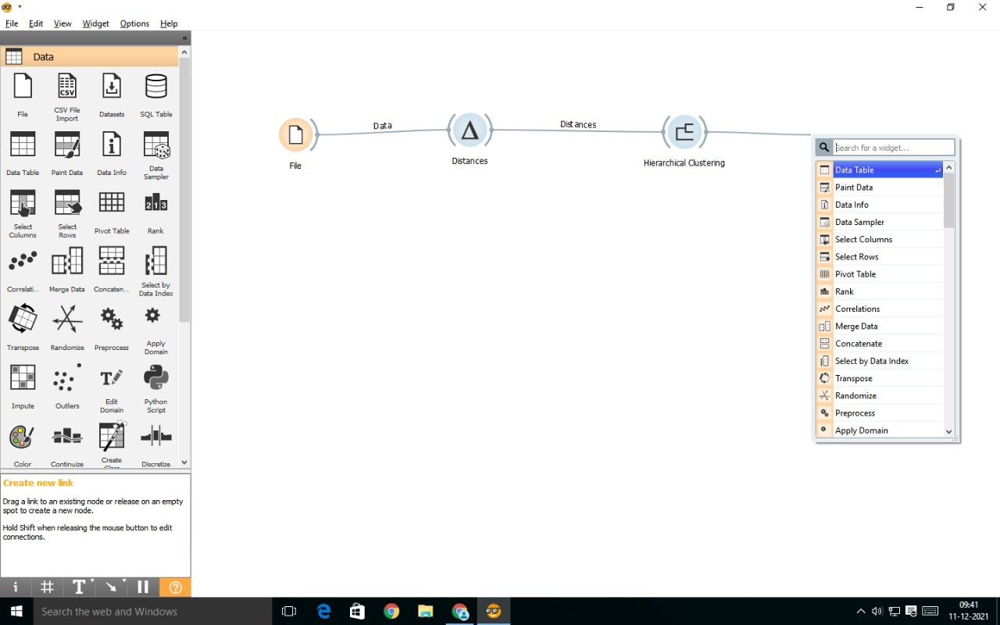 *
File Edit View Widget Options Help
«
Data
File
CSV File
Import
Datasets
SQL Table
CSV
Data Table
Paint Data
Data Info
Data
Sampler
Select
Columns
Select
Rows
Pivot Table
Rank
2 1 3
Correlati...
Merge Data
Concaten...
Select by
Data Index
Transpose
Randomize
Preprocess
Apply
Domain
Impute
Outliers
Edit
Domain
Python
Script
Color
Continuize
Create
Discretize
Create new link
Drag a link to an existing node or release on an empty
spot to create a new node.
Hold Shift when releasing the mouse button to edit
connections.
File
Data
Distances
Distances
Hierarchical Clustering
Search for a widget...
Data Table
Paint Data
Data Info
Data Sampler
Select Columns
Select Rows
Pivot Table
Rank
Correlations
Merge Data
Concatenate
Select by Data Index
Transpose
Randomize
Preprocess
Apply Domain
i # T ?
Search the web and Windows
09:41
11-12-2021